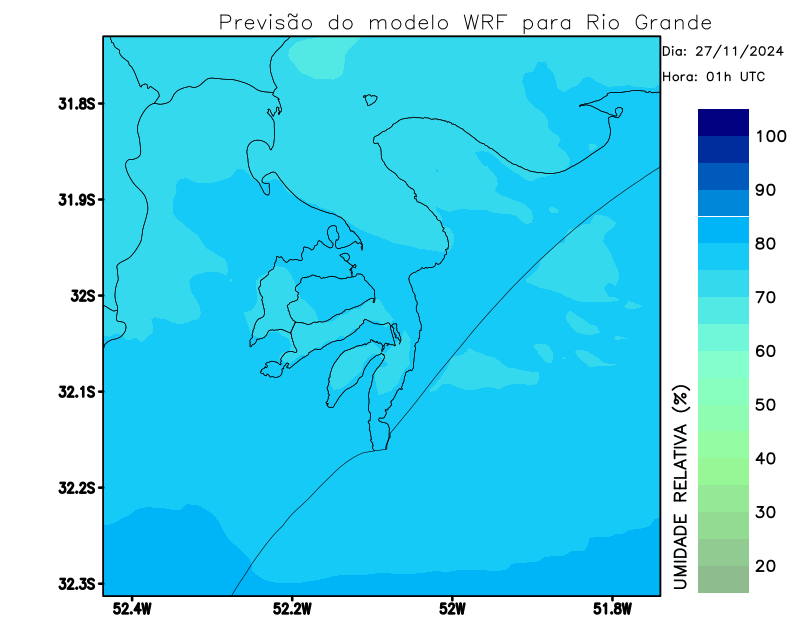 Previsão do modelo WRF para Rio Grande
Dia: 27/11/2024
Hora: 01h UTC
31.8S
31.9S
32S
32.1S
32.2S
32.3S
52.4W
52.2W
52W
51.8W
100
90
80
70
60
50
40
30
20
UMIDADE RELATIVA (%)